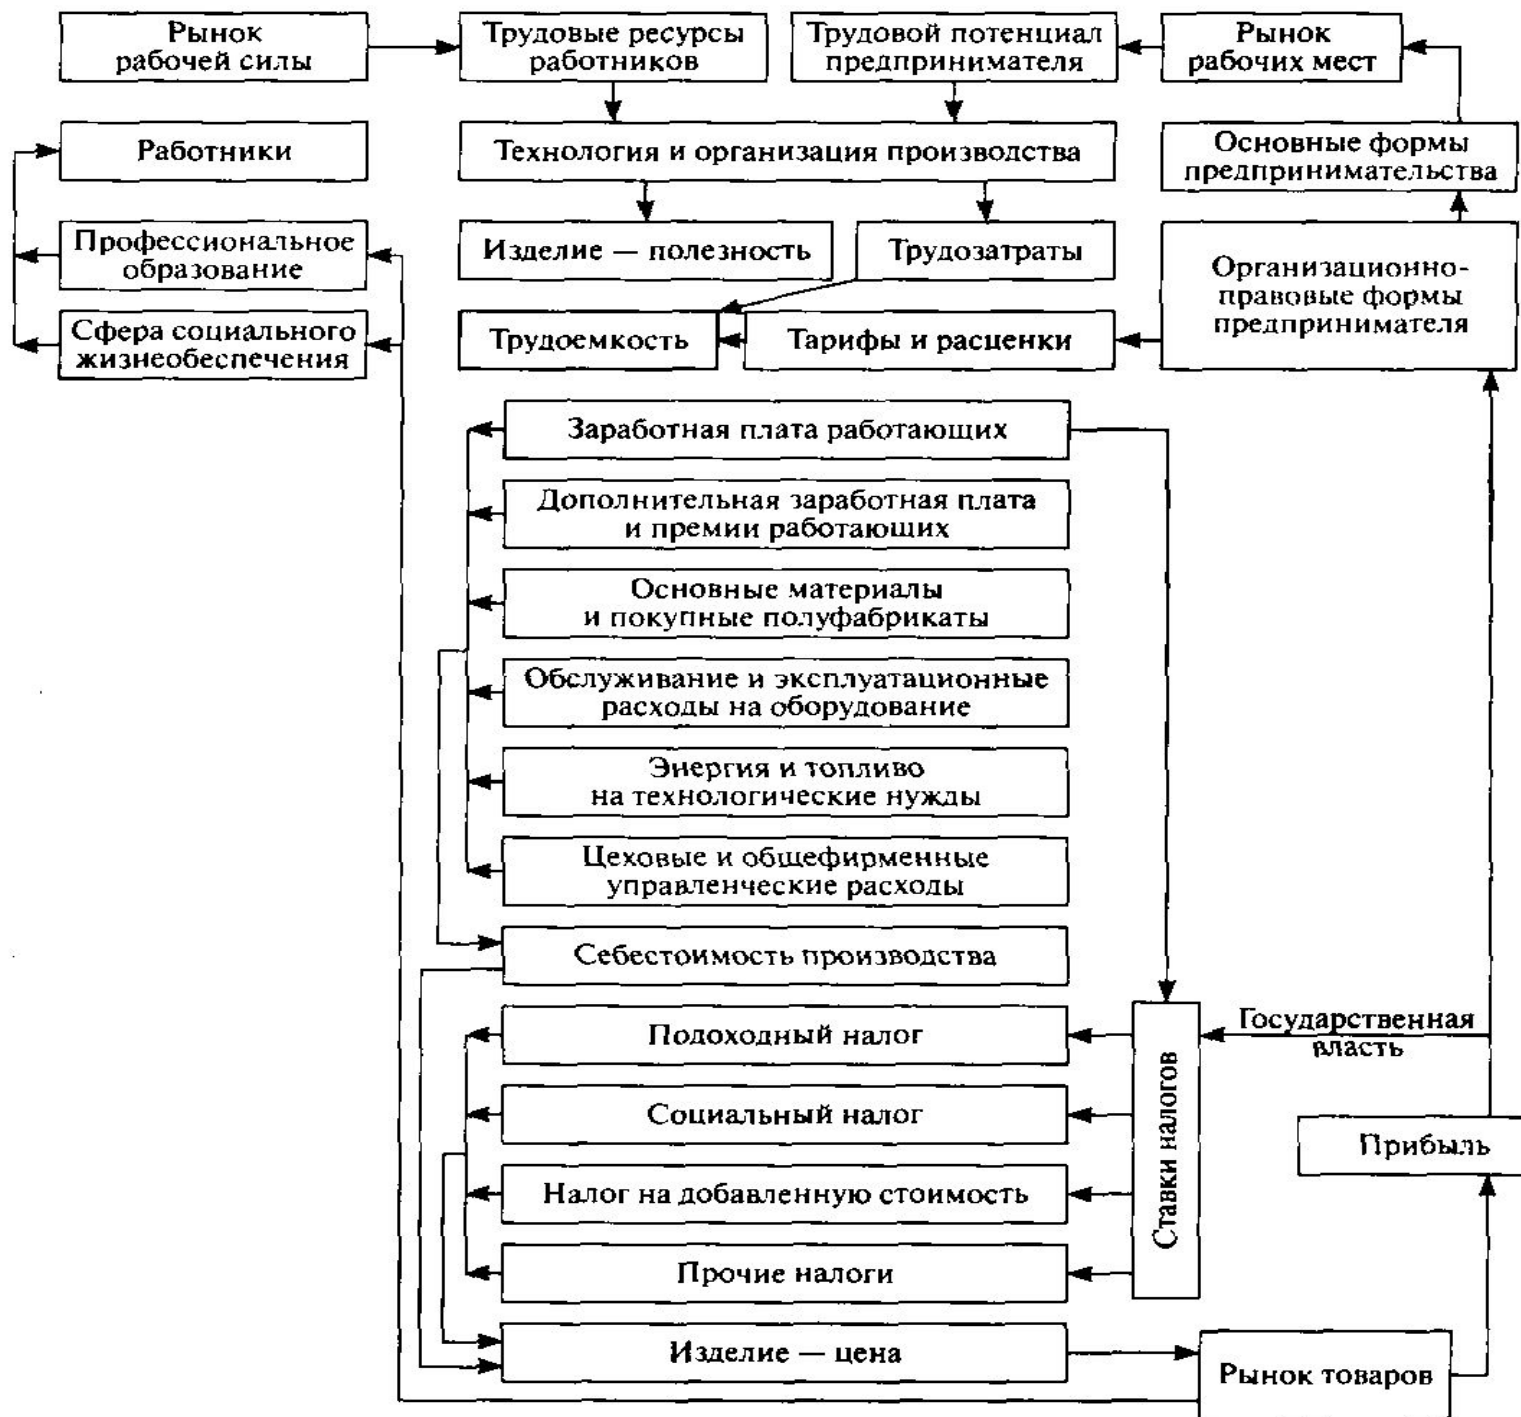 Рынок
рабочей силы
Трудовые ресурсы
работников
Трудовой потенциал
предпринимателя
Рынок
рабочих мест
Работники
Технология и организация производства
Основные формы
предпринимательства
Профессиональное
образование
Изделие — полезность
Трудозатраты
Организационно-
правовые формы
предпринимателя
Сфера социального
жизнеобеспечения
Трудоемкость
Тарифы и расценки
Заработная плата работающих
Дополнительная заработная плата
и премии работающих
Основные материалы
и покупные полуфабрикаты
Обслуживание и эксплуатационные
расходы на оборудование
Энергия и топливо
на технологические нужды
Цеховые и общефирменные
управленческие расходы
Себестоимость производства
Подоходный налог
Социальный налог
Налог на добавленную стоимость
Прочие налоги
Ставки налогов
Государственная
власть
Прибыль
Изделие — цена
Рынок товаров